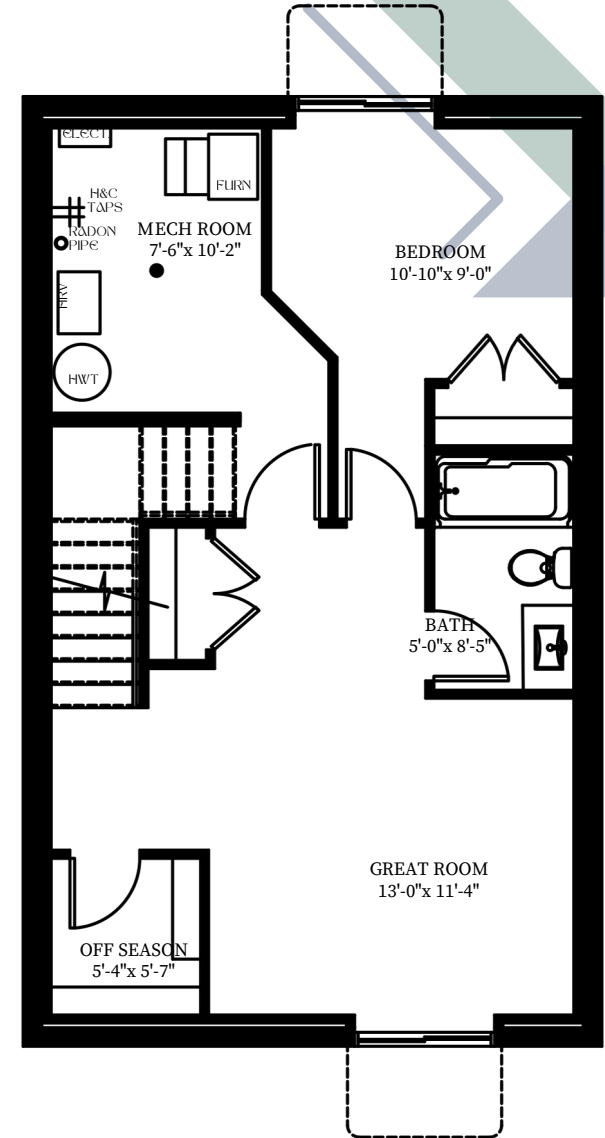 ELECT.
FURN
H&C
TAPS
RADON
PIPE
MECH ROOM
7'-6"x 10'-2"
BEDROOM
10'-10"x 9'-0"
HRV
HWT
BATH
5'-0"x 8'-5"
GREAT ROOM
13'-0"x 11'-4"
OFF SEASON
5'-4"x 5'-7"